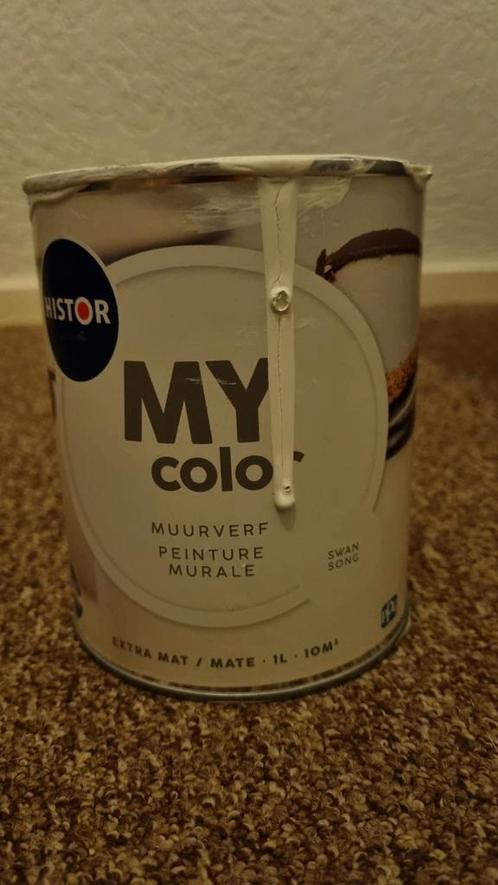 HISTOR
MY
color
MUURVERF
PEINTURE
MURALE
SWAN
SONG
EXTRA MAT / MATE · 1L · 10M²